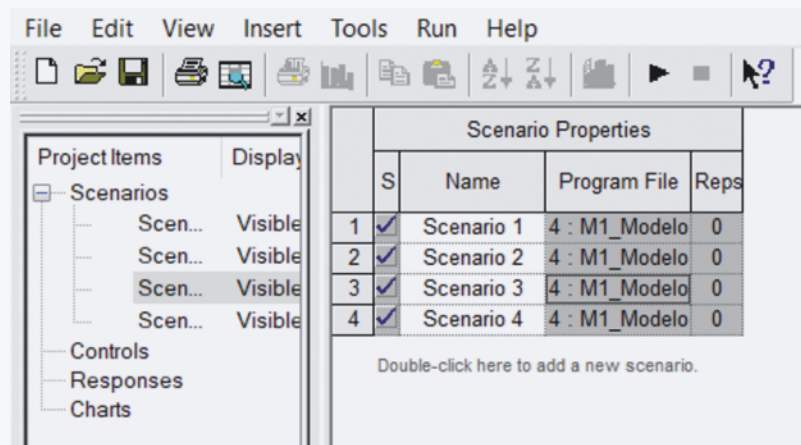 File Edit View Insert Tools Run Help
Project Items Display
Scenarios
Scen... Visible
Scen... Visible
Scen... Visible
Scen... Visible
Controls
Responses
Charts
Scenario Properties
S Name Program File Reps
1 Scenario 1 4 : M1_Modelo 0
2 Scenario 2 4 : M1_Modelo 0
3 Scenario 3 4 : M1_Modelo 0
4 Scenario 4 4 : M1_Modelo 0
Double-click here to add a new scenario.